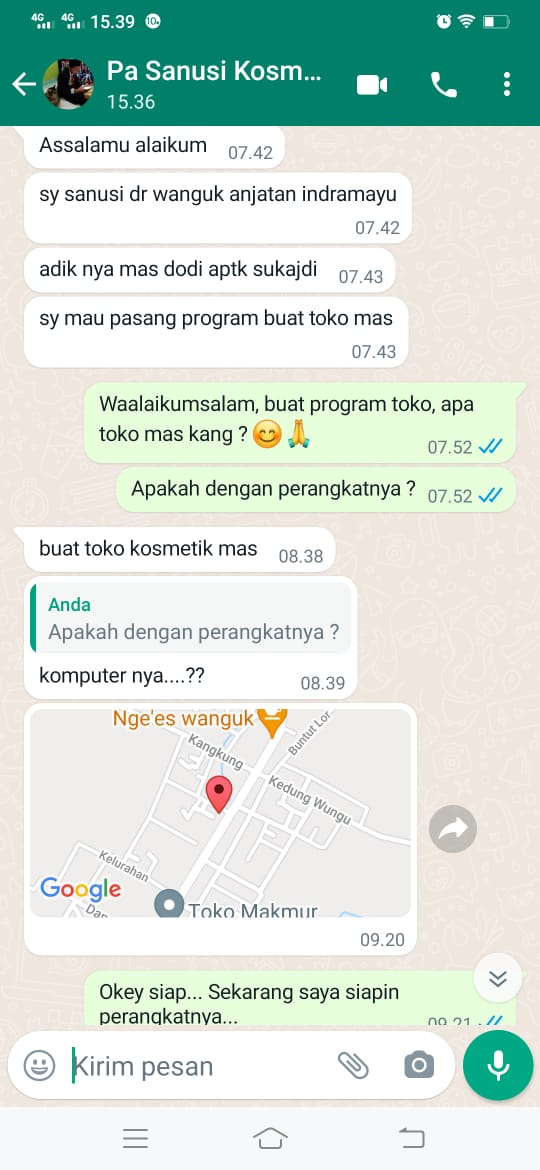 4G 4G 15.39 10+
Pa Sanusi Kosm...
15.36
Assalamu alaikum 07.42
sy sanusi dr wanguk anjatan indramayu
07.42
adik nya mas dodi aptk sukajdi 07.43
sy mau pasang program buat toko mas
07.43
Waalaikumsalam, buat program toko, apa
toko mas kang ? 😊🙏
07.52
Apakah dengan perangkatnya ? 07.52
buat toko kosmetik mas 08.38
Anda
Apakah dengan perangkatnya ?
komputer nya....??
08.39
Nge'es wanguk
Buntut Lor
Kangkung
Kedung Wungu
Kelurahan
Google
Dar
Toko Makmur
09.20
Okey siap... Sekarang saya siapin
perangkatnya...
09.21
Kirim pesan